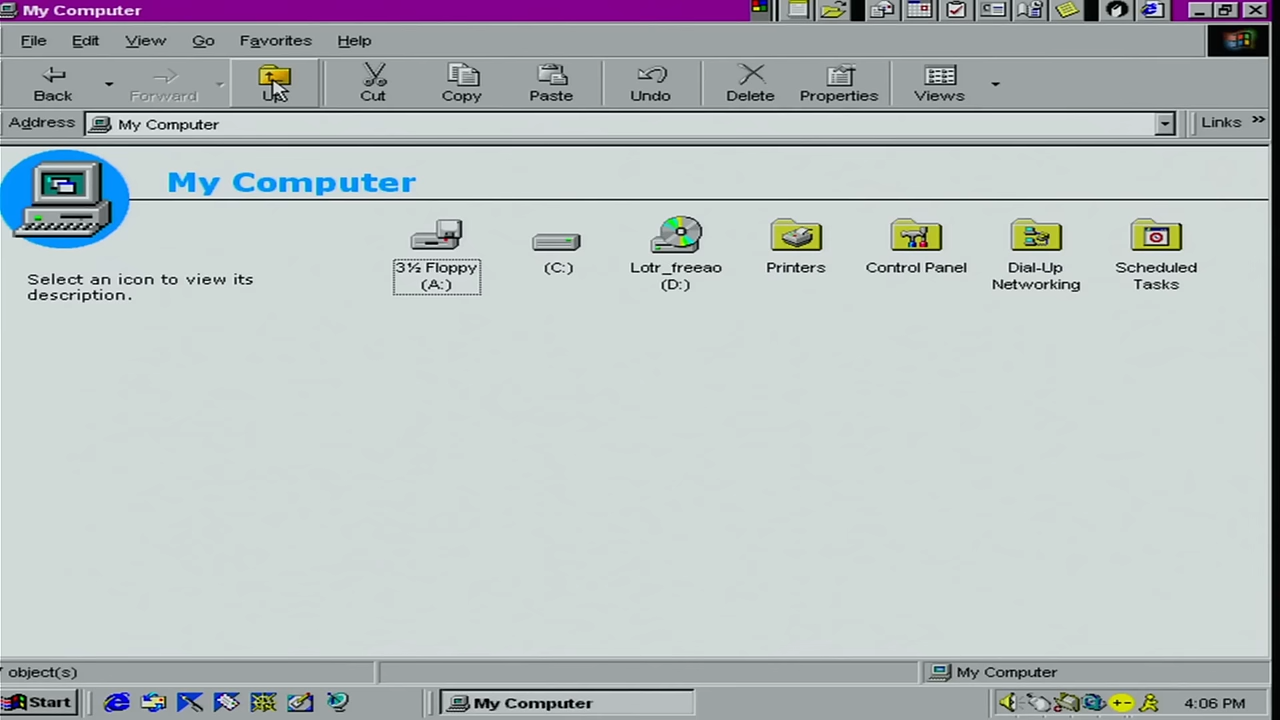 My Computer
File Edit View Go Favorites Help
Back Forward Up Cut Copy Paste Undo Delete Properties Views
Address My Computer Links »
My Computer
Select an icon to view its
description.
3½ Floppy
(A:)
(C:)
Lotr_freeao
(D:)
Printers
Control Panel
Dial-Up
Networking
Scheduled
Tasks
object(s) My Computer
Start My Computer 4:06 PM